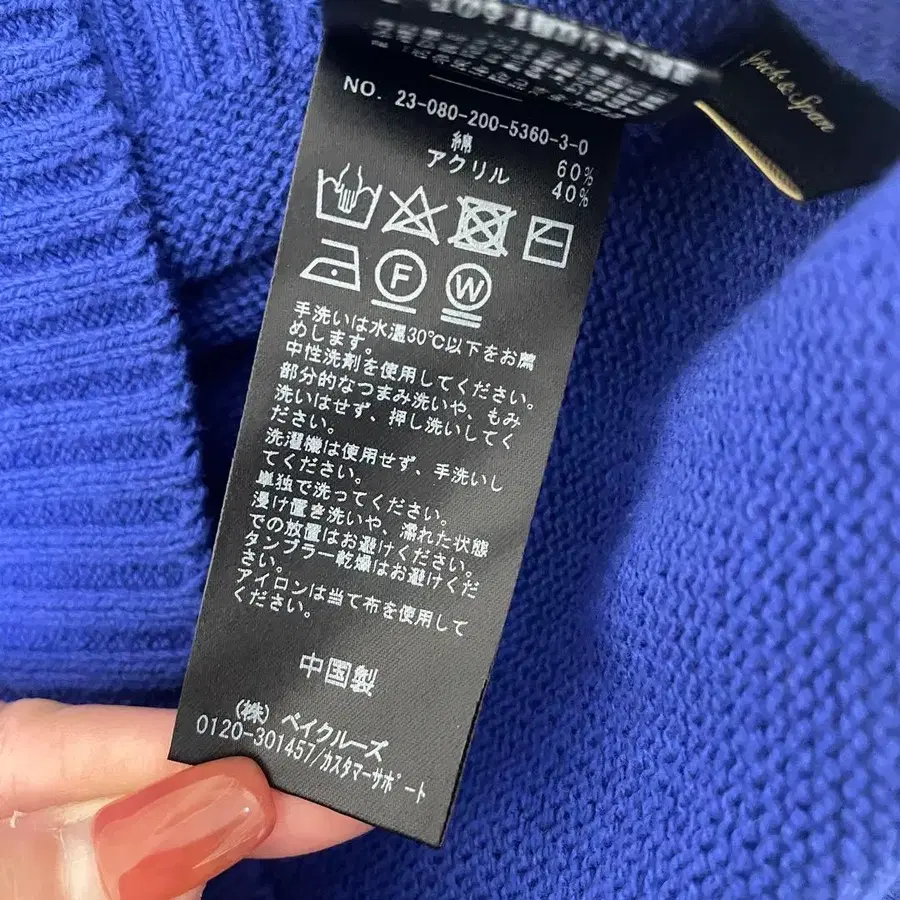 Spick & Span
NO. 23-080-200-5360-3-0
綿 60%
アクリル 40%
F W
手洗いは水温30℃以下をお薦
めします。
中性洗剤を使用してください。
部分的なつまみ洗いや、もみ
洗いはせず、押し洗いしてく
ださい。
洗濯機は使用せず、手洗いし
てください。
単独で洗ってください。
浸け置き洗いや、濡れた状態
での放置はお避けください。
タンブラー乾燥はお避けくだ
さい。
アイロンは当て布を使用して
ください。
中国製
(株) ベイクルーズ
0120-301457/カスタマーサポート